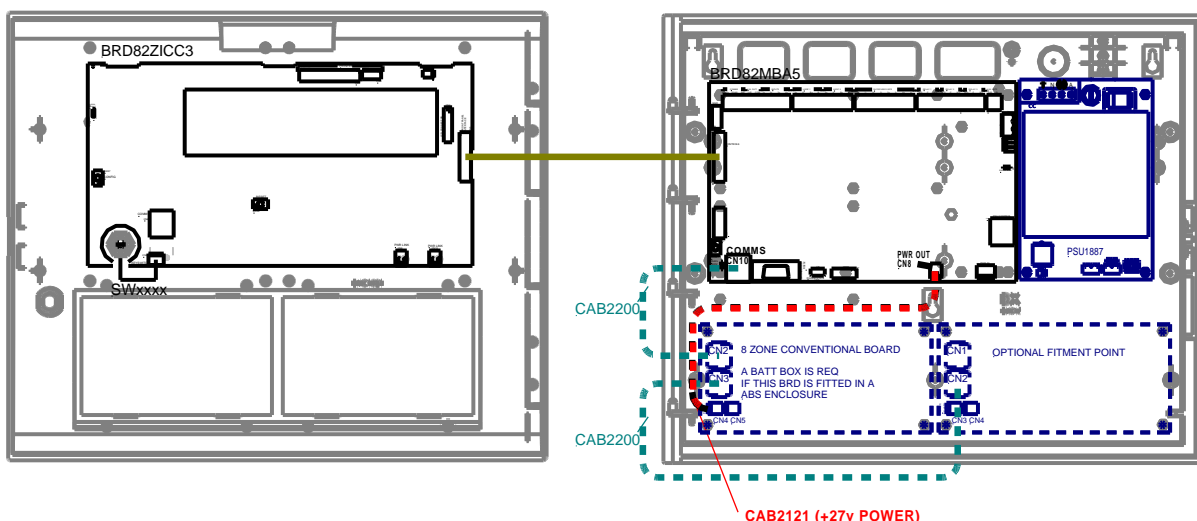 BRD82ZICC3
SWxxxx
BRD82MBA5
PSU1887
COMMS
CN10
PWR OUT
CN8
CAB2200
CN2
CN3
8 ZONE CONVENTIONAL BOARD
A BATT BOX IS REQ
IF THIS BRD IS FITTED IN A
ABS ENCLOSURE
CN4 CN5
CN1
CN2
OPTIONAL FITMENT POINT
CN3 CN4
CAB2200
CAB2121 (+27v POWER)